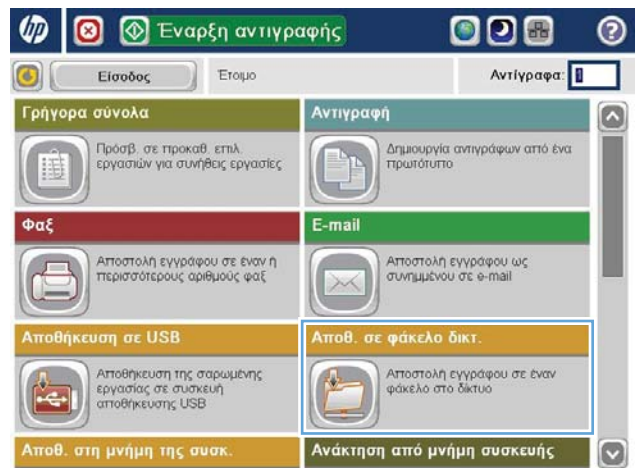 hp
Έναρξη αντιγραφής
?
Είσοδος
Έτοιμο
Αντίγραφα: 1
Γρήγορα σύνολα
Πρόσβ. σε προκαθ. επιλ.
εργασιών για συνήθεις εργασίες
Αντιγραφή
Δημιουργία αντιγράφων από ένα
πρωτότυπο
Φαξ
Αποστολή εγγράφου σε έναν ή
περισσότερους αριθμούς φαξ
E-mail
Αποστολή εγγράφου ως
συνημμένου σε e-mail
Αποθήκευση σε USB
Αποθήκευση της σαρωμένης
εργασίας σε συσκευή
αποθήκευσης USB
Αποθ. σε φάκελο δικτ.
Αποστολή εγγράφου σε έναν
φάκελο στο δίκτυο
Αποθ. στη μνήμη της συσκ.
Ανάκτηση από μνήμη συσκευής